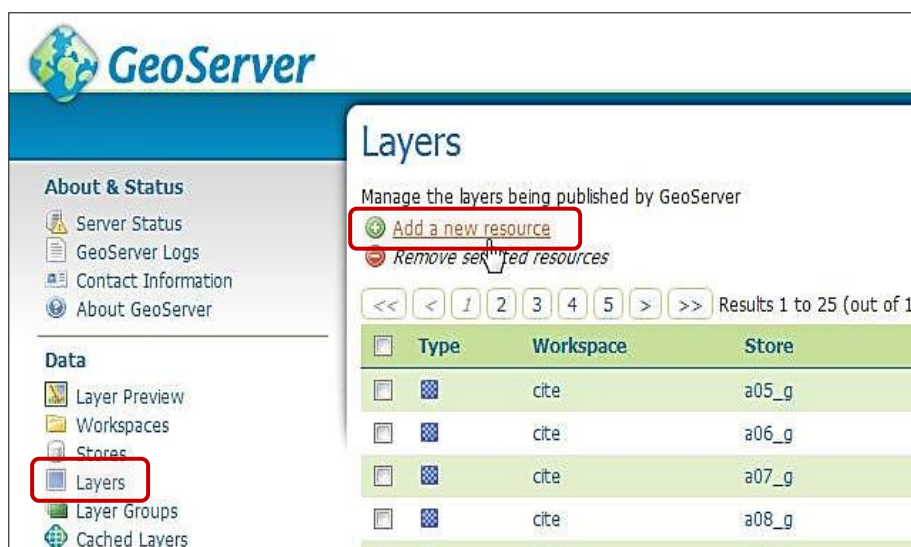 GeoServer
About & Status
Server Status
GeoServer Logs
Contact Information
About GeoServer
Data
Layer Preview
Workspaces
Stores
Layers
Layer Groups
Cached Layers
Layers
Manage the layers being published by GeoServer
Add a new resource
Remove selected resources
<< < 1 2 3 4 5 > >> Results 1 to 25 (out of 1
Type Workspace Store
cite a05_g
cite a06_g
cite a07_g
cite a08_g